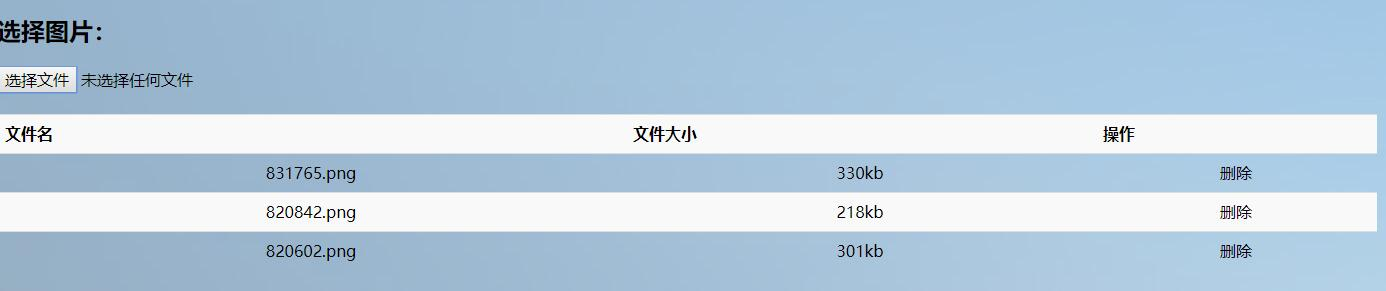 选择图片：
选择文件 未选择任何文件
文件名 文件大小 操作
831765.png 330kb 删除
820842.png 218kb 删除
820602.png 301kb 删除